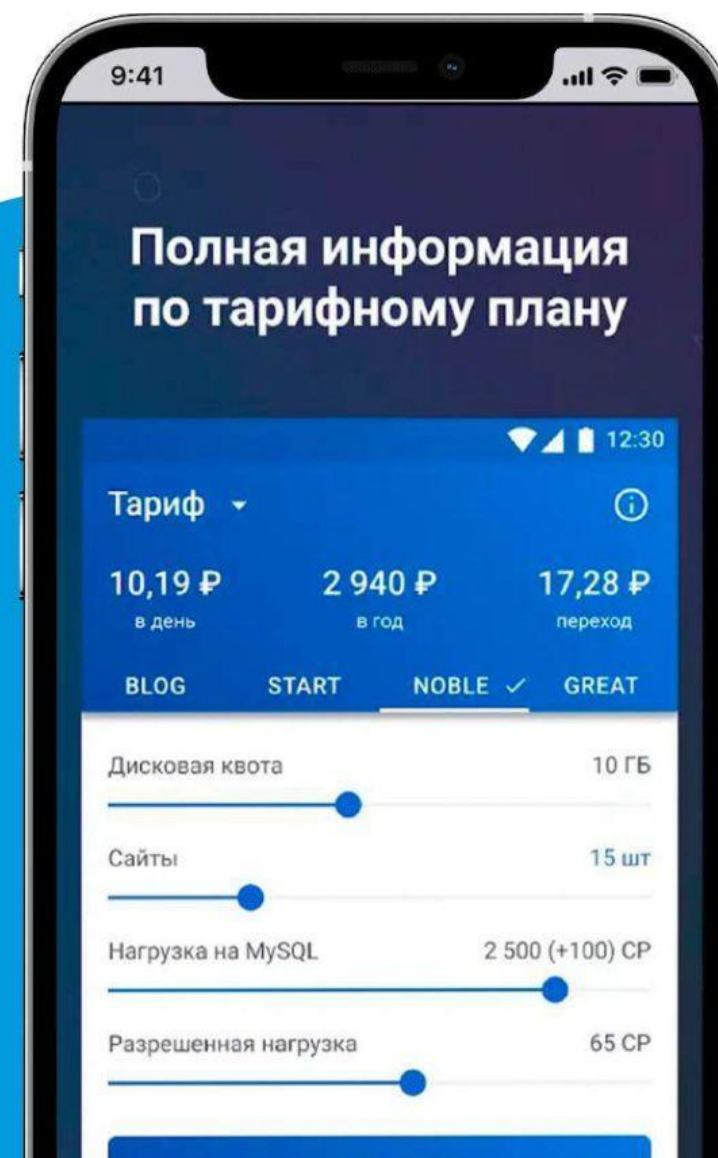 9:41
Полная информация
по тарифному плану
12:30
Тариф
10,19 ₽ 2 940 ₽ 17,28 ₽
в день в год переход
BLOG START NOBLE GREAT
Дисковая квота 10 ГБ
Сайты 15 шт
Нагрузка на MySQL 2 500 (+100) CP
Разрешенная нагрузка 65 CP